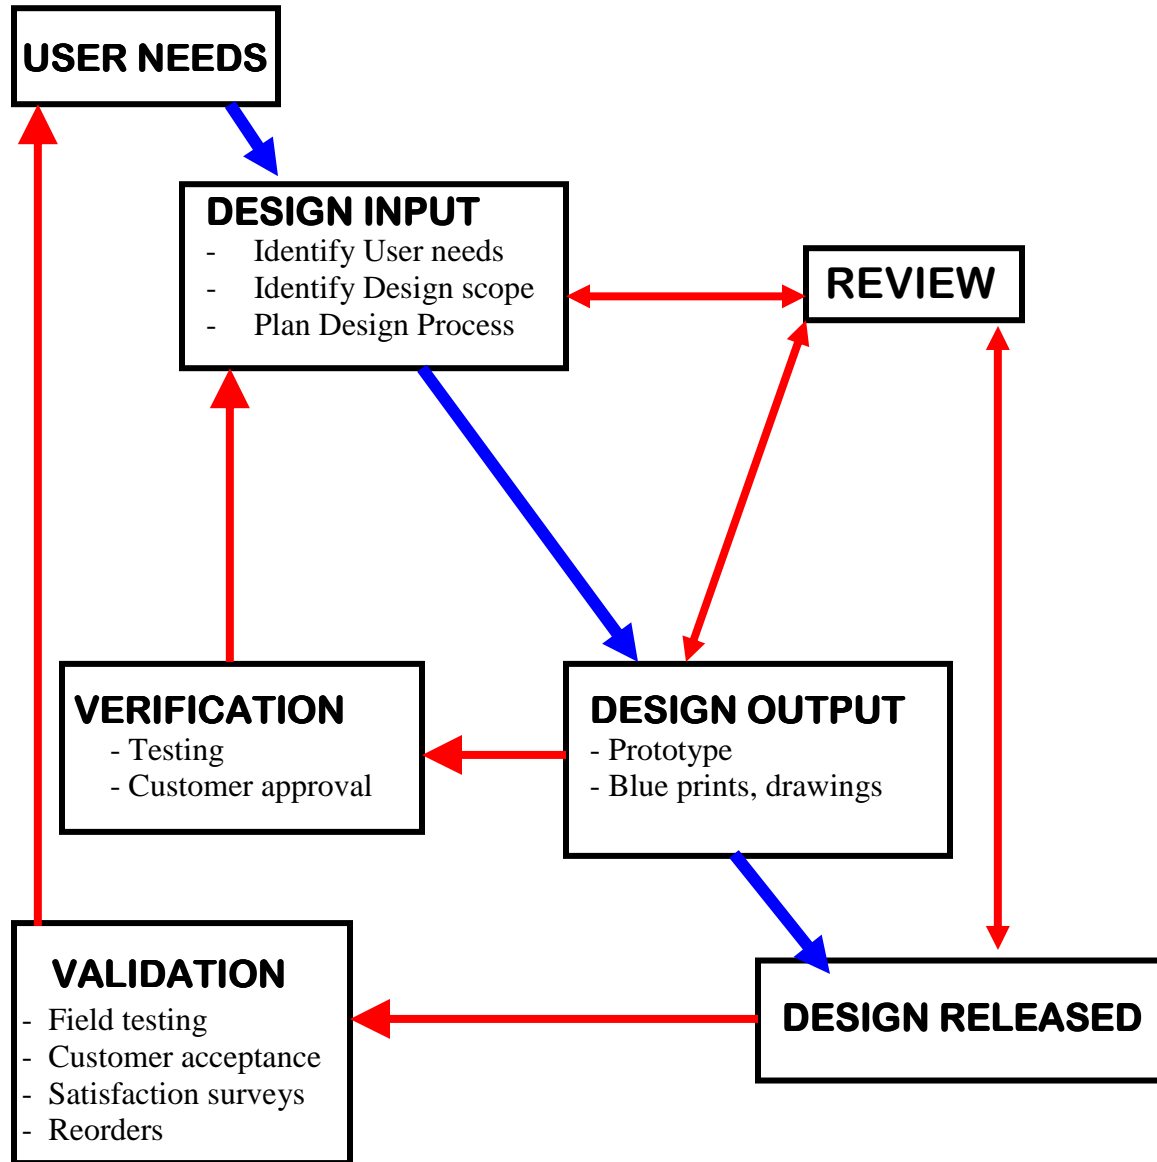 USER NEEDS
DESIGN INPUT
- Identify User needs
- Identify Design scope
- Plan Design Process
REVIEW
VERIFICATION
- Testing
- Customer approval
DESIGN OUTPUT
- Prototype
- Blue prints, drawings
VALIDATION
- Field testing
- Customer acceptance
- Satisfaction surveys
- Reorders
DESIGN RELEASED